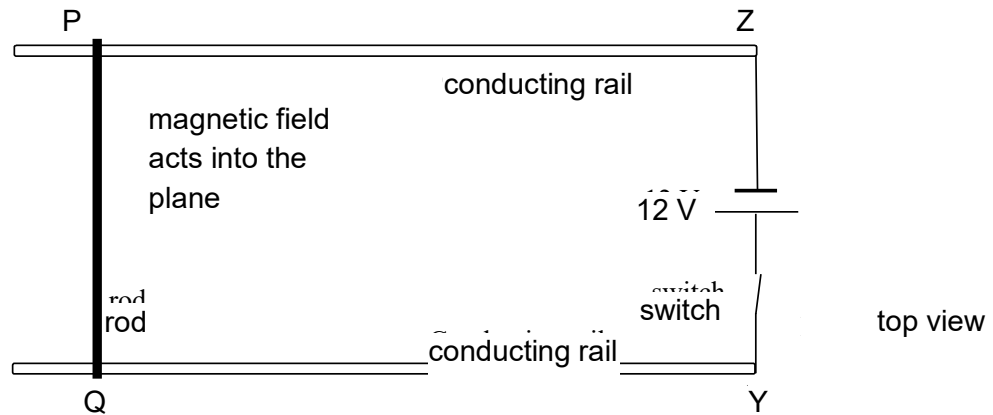 P
Z
conducting rail
magnetic field
acts into the
plane
12 V
rod
switch
top view
conducting rail
Q
Y